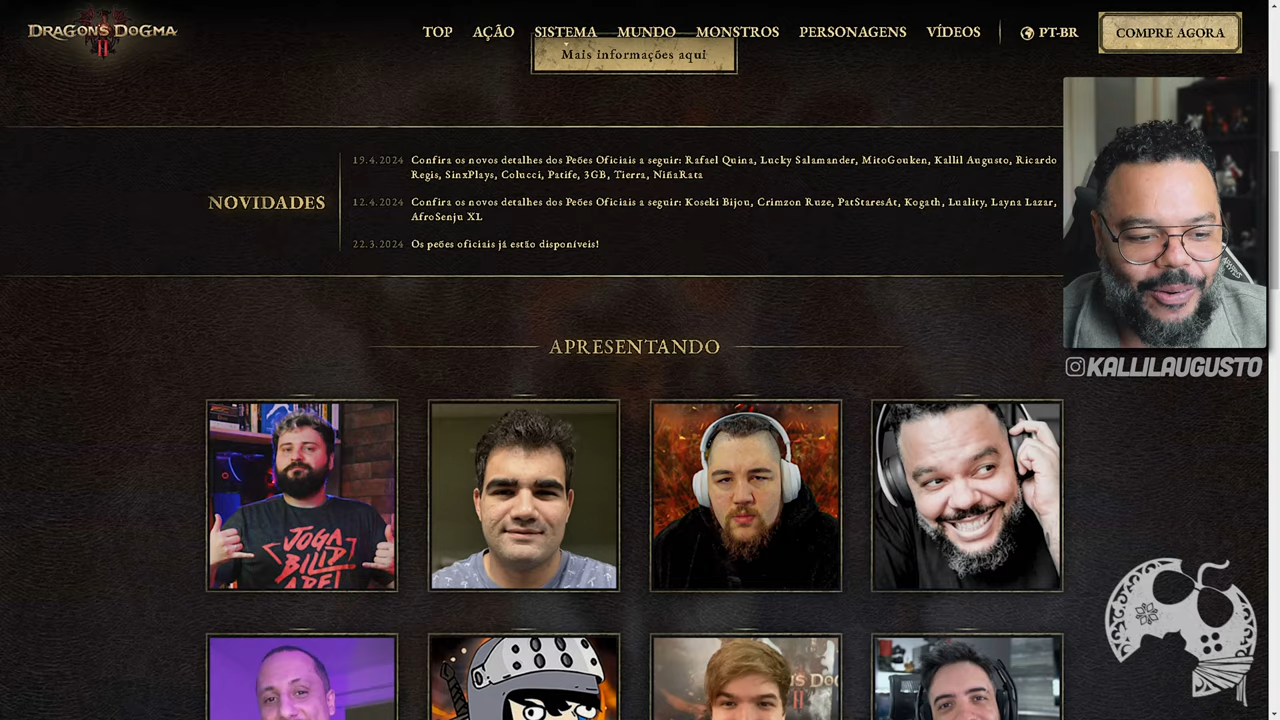 DRAGON'S DOGMA
II
TOP AÇÃO SISTEMA MUNDO MONSTROS PERSONAGENS VÍDEOS PT-BR COMPRE AGORA
Mais informações aqui
NOVIDADES
19.4.2024 Confira os novos detalhes dos Peões Oficiais a seguir: Rafael Quina, Lucky Salamander, MitoGouken, Kallil Augusto, Ricardo
Regis, SinxPlays, Colucci, Patife, 3GB, Tierra, NiñaRata
12.4.2024 Confira os novos detalhes dos Peões Oficiais a seguir: Koseki Bijou, Crimzon Ruze, PatStaresAt, Kogath, Luality, Layna Lazar,
AfroSenju XL
22.3.2024 Os peões oficiais já estão disponíveis!
KALLILAUGUSTO
APRESENTANDO
JOGA
BILID
ADE!
II